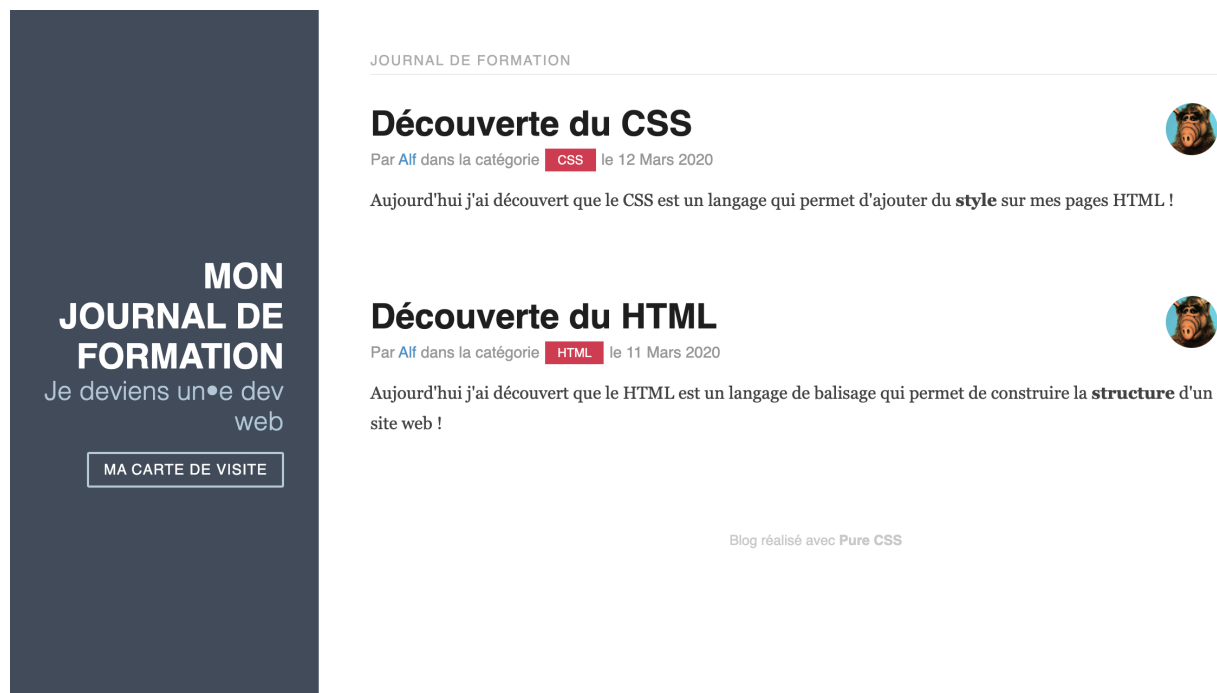 MON
JOURNAL DE
FORMATION
Je deviens un•e dev
web
MA CARTE DE VISITE
JOURNAL DE FORMATION
Découverte du CSS
Par Alf dans la catégorie CSS le 12 Mars 2020
Aujourd'hui j'ai découvert que le CSS est un langage qui permet d'ajouter du style sur mes pages HTML !
Découverte du HTML
Par Alf dans la catégorie HTML le 11 Mars 2020
Aujourd'hui j'ai découvert que le HTML est un langage de balisage qui permet de construire la structure d'un
site web !
Blog réalisé avec Pure CSS